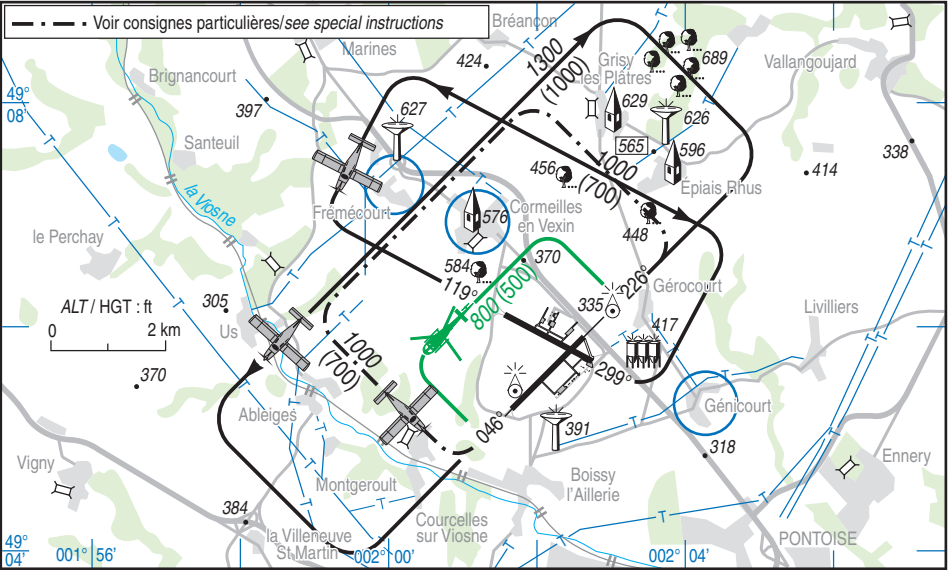 Voir consignes particulières/see special instructions
Bréançon
Marines
424
1300
(1000)
Grisy
les Plâtres
689
Vallangoujard
Brignancourt
49°
08'
397
627
629
626
338
Santeuil
565
596
1000
(700)
456
414
Épiais Rhus
la Viosne
Frémécourt
576
Cormeilles
en Vexin
448
le Perchay
584
370
119°
226°
Gérocourt
800 (500)
335
ALT / HGT : ft
0
2 km
305
Us
Livilliers
417
1000
(700)
299°
370
Ableiges
Génicourt
046°
391
318
Vigny
Ennery
Montgeroult
Boissy
l'Aillerie
384
la Villeneuve
St Martin
Courcelles
sur Viosne
PONTOISE
49°
04'
001° 56'
002° 00'
002° 04'